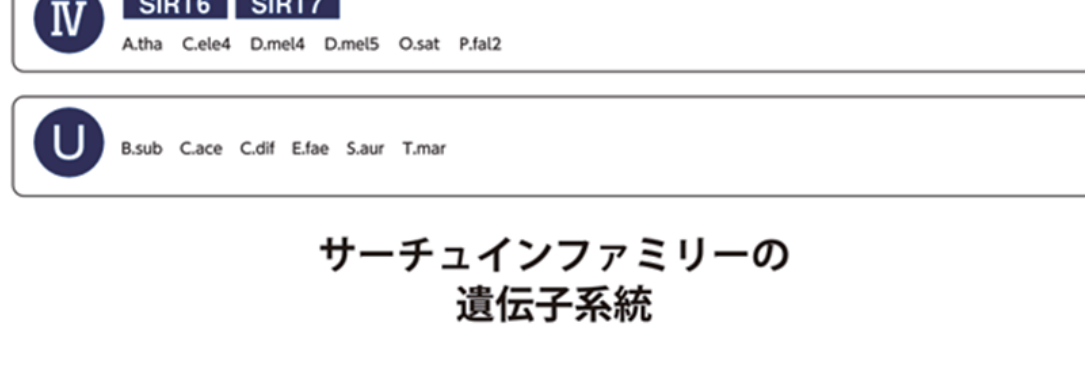 Ⅳ SIRT6 SIRT7
A.tha C.ele4 D.mel4 D.mel5 O.sat P.fal2
U B.sub C.ace C.dif E.fae S.aur T.mar
サーチュインファミリーの
遺伝子系統